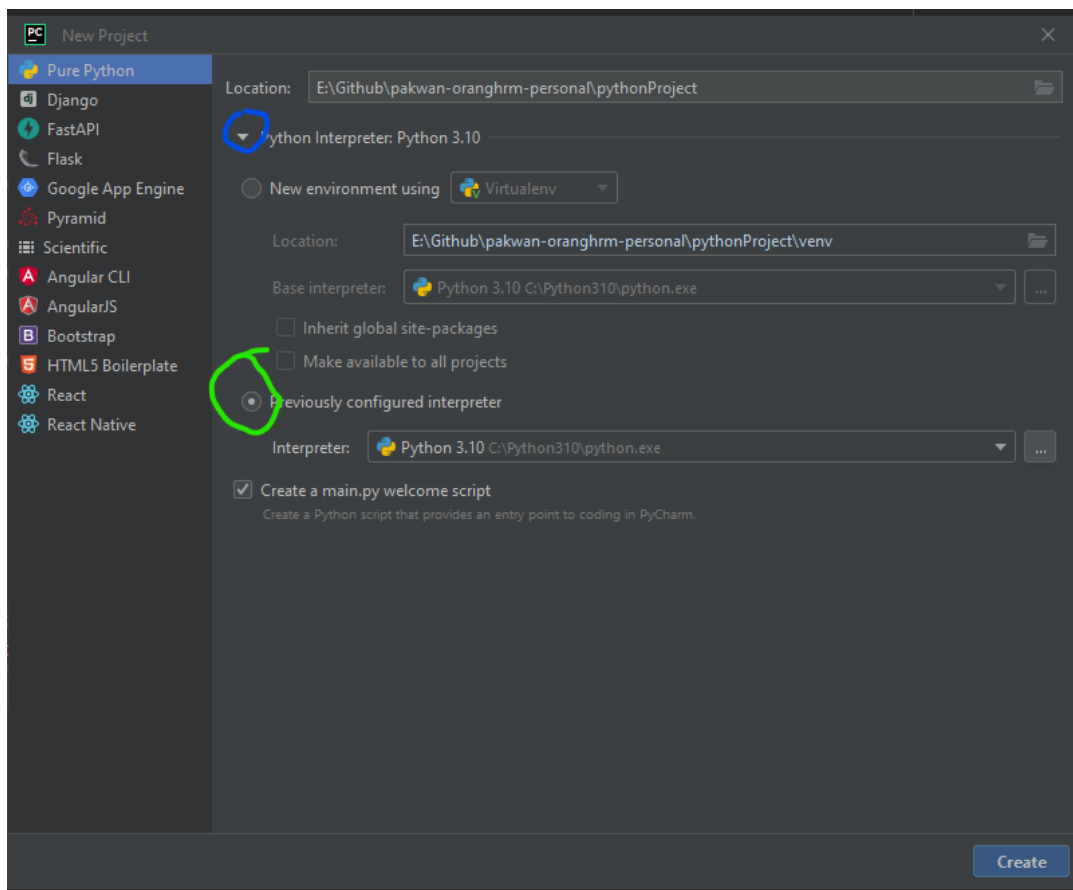 PC New Project
Pure Python
Django
FastAPI
Flask
Google App Engine
Pyramid
Scientific
Angular CLI
AngularJS
Bootstrap
HTML5 Boilerplate
React
React Native
Location: E:\Github\pakwan-oranghrm-personal\pythonProject
Python Interpreter: Python 3.10
New environment using Virtualenv
Location: E:\Github\pakwan-oranghrm-personal\pythonProject\venv
Base interpreter: Python 3.10 C:\Python310\python.exe ...
Inherit global site-packages
Make available to all projects
Previously configured interpreter
Interpreter: Python 3.10 C:\Python310\python.exe ...
Create a main.py welcome script
Create a Python script that provides an entry point to coding in PyCharm.
Create